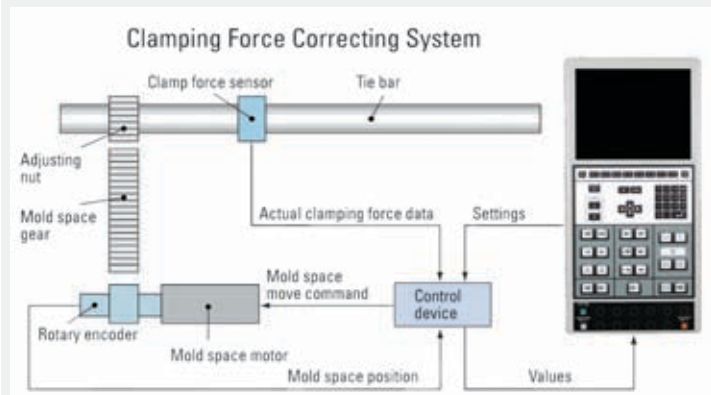 Clamping Force Correcting System
Clamp force sensor
Tie bar
Adjusting
nut
Mold space
gear
Actual clamping force data
Settings
Mold space
move command
Control
device
Rotary encoder
Mold space motor
Mold space position
Values